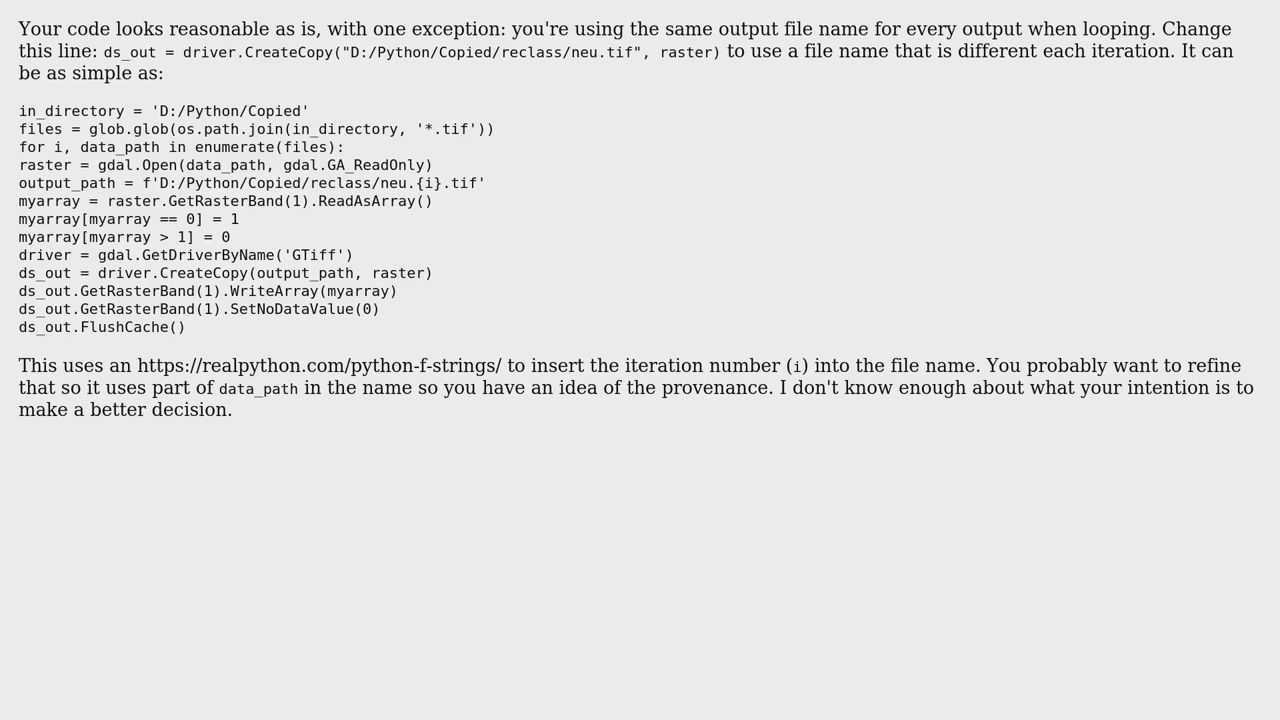 Your code looks reasonable as is, with one exception: you're using the same output file name for every output when looping. Change
this line: ds_out = driver.CreateCopy("D:/Python/Copied/reclass/neu.tif", raster) to use a file name that is different each iteration. It can
be as simple as:
in_directory = 'D:/Python/Copied'
files = glob.glob(os.path.join(in_directory, '*.tif'))
for i, data_path in enumerate(files):
raster = gdal.Open(data_path, gdal.GA_ReadOnly)
output_path = f'D:/Python/Copied/reclass/neu.{i}.tif'
myarray = raster.GetRasterBand(1).ReadAsArray()
myarray[myarray == 0] = 1
myarray[myarray > 1] = 0
driver = gdal.GetDriverByName('GTiff')
ds_out = driver.CreateCopy(output_path, raster)
ds_out.GetRasterBand(1).WriteArray(myarray)
ds_out.GetRasterBand(1).SetNoDataValue(0)
ds_out.FlushCache()
This uses an https://realpython.com/python-f-strings/ to insert the iteration number (i) into the file name. You probably want to refine
that so it uses part of data_path in the name so you have an idea of the provenance. I don't know enough about what your intention is to
make a better decision.